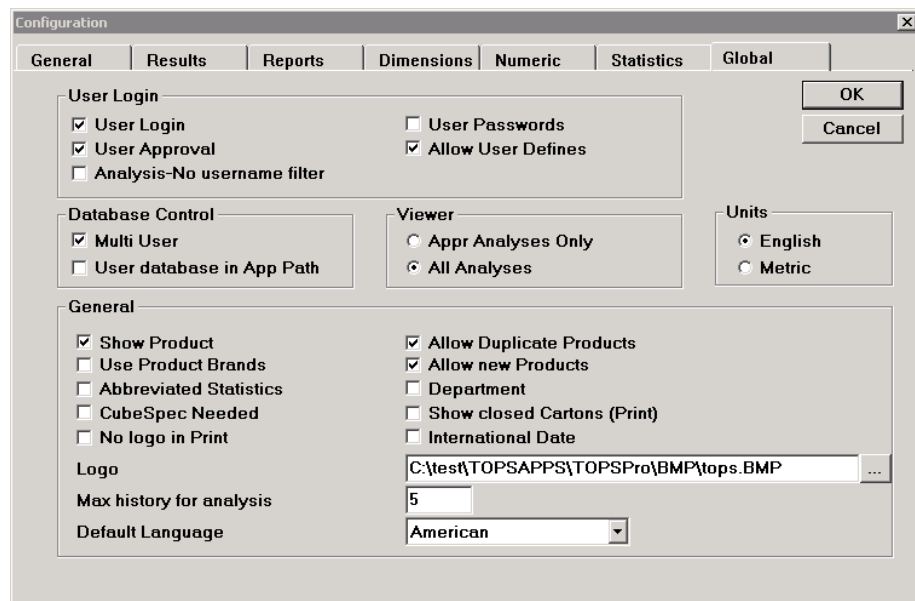 Configuration
General Results Reports Dimensions Numeric Statistics Global
OK
Cancel
User Login
User Login
User Passwords
User Approval
Allow User Defines
Analysis-No username filter
Database Control
Multi User
User database in App Path
Viewer
Appr Analyses Only
All Analyses
Units
English
Metric
General
Show Product
Allow Duplicate Products
Use Product Brands
Allow new Products
Abbreviated Statistics
Department
CubeSpec Needed
Show closed Cartons (Print)
No logo in Print
International Date
Logo C:\test\TOPSAPPS\TOPSPro\BMP\tops.BMP ...
Max history for analysis 5
Default Language American